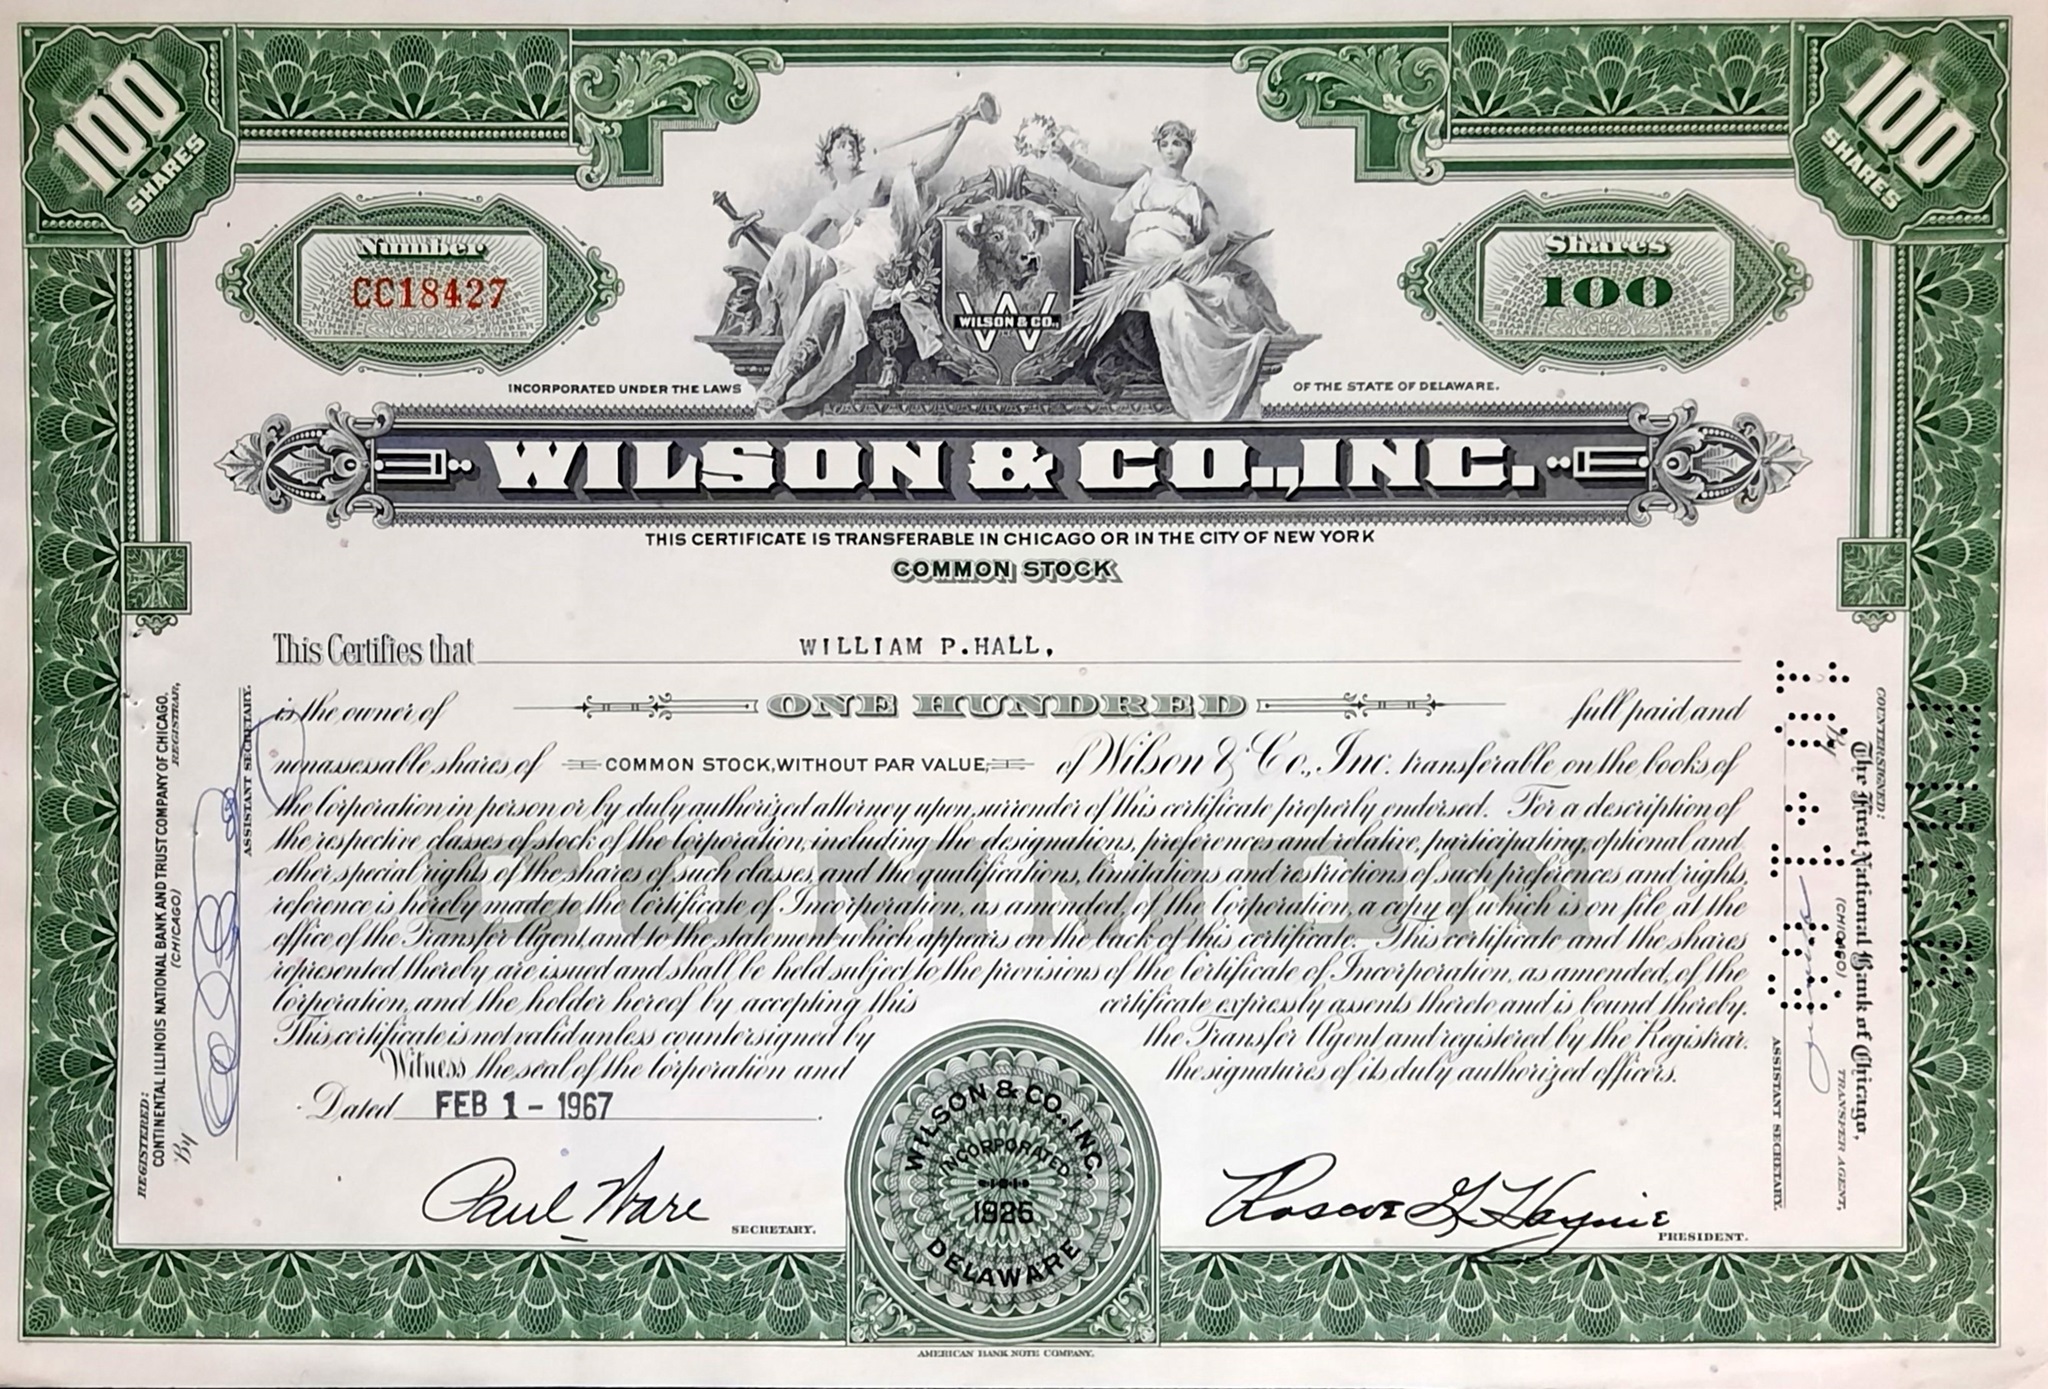 100 SHARES
100 SHARES
Number
CC18427
Shares
100
WILSON & CO.
INCORPORATED UNDER THE LAWS OF THE STATE OF DELAWARE.
WILSON & CO., INC.
THIS CERTIFICATE IS TRANSFERABLE IN CHICAGO OR IN THE CITY OF NEW YORK
COMMON STOCK
This Certifies that WILLIAM P. HALL,
is the owner of ONE HUNDRED full paid and
nonassessable shares of COMMON STOCK, WITHOUT PAR VALUE, of Wilson & Co., Inc. transferable on the books of
the Corporation in person or by duly authorized attorney upon surrender of this certificate properly endorsed. For a description of
the respective classes of stock of the Corporation, including the designations, preferences and relative, participating, optional and
other special rights of the shares of such classes, and the qualifications, limitations and restrictions of such preferences and rights,
reference is hereby made to the Certificate of Incorporation, as amended, of the Corporation, a copy of which is on file at the
office of the Transfer Agent, and to the statement which appears on the back of this certificate. This certificate and the shares
represented thereby are issued and shall be held subject to the provisions of the Certificate of Incorporation, as amended, of the
Corporation, and the holder hereof by accepting this certificate expressly assents thereto and is bound thereby.
This certificate is not valid unless countersigned by the Transfer Agent and registered by the Registrar.
Witness the seal of the Corporation and the signatures of its duly authorized officers.
COMMON
Dated FEB 1 - 1967
Paul Ware
SECRETARY.
WILSON & CO., INC.
INCORPORATED
1926
DELAWARE
Roscoe G. Haynie
PRESIDENT.
REGISTERED:
CONTINENTAL ILLINOIS NATIONAL BANK AND TRUST COMPANY OF CHICAGO.
(CHICAGO) REGISTRAR,
By
ASSISTANT SECRETARY.
COUNTERSIGNED:
The First National Bank of Chicago,
(CHICAGO) TRANSFER AGENT.
By
ASSISTANT SECRETARY.
AMERICAN BANK NOTE COMPANY.